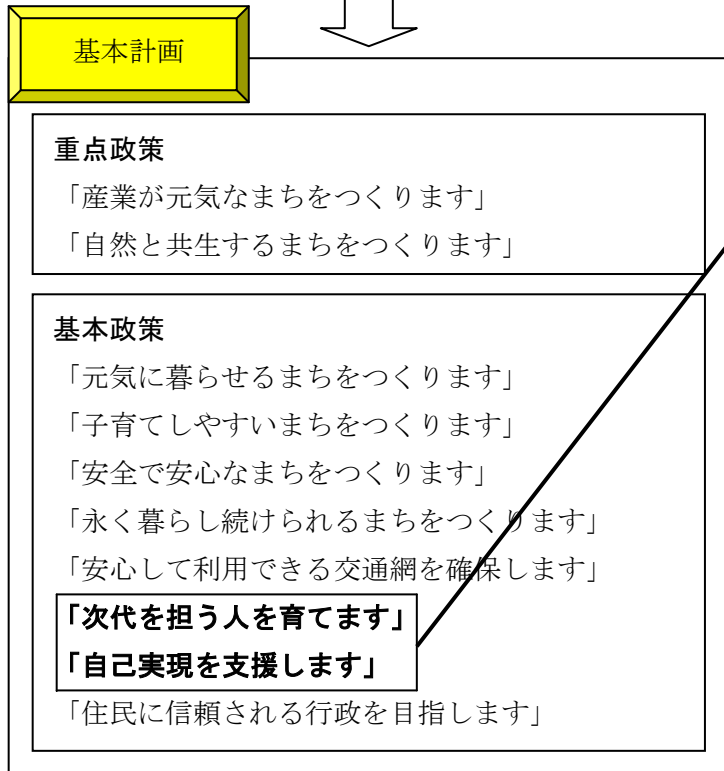 基本計画
重点政策
「産業が元気なまちをつくります」
「自然と共生するまちをつくります」
基本政策
「元気に暮らせるまちをつくります」
「子育てしやすいまちをつくります」
「安全で安心なまちをつくります」
「永く暮らし続けられるまちをつくります」
「安心して利用できる交通網を確保します」
「次代を担う人を育てます」
「自己実現を支援します」
「住民に信頼される行政を目指します」